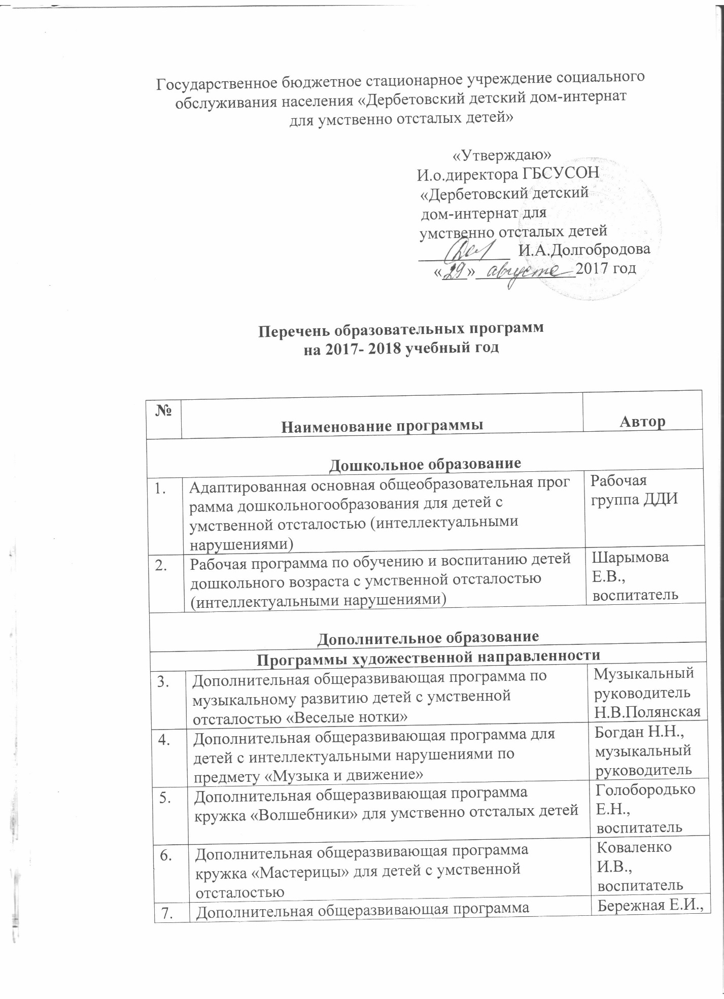 Государственное бюджетное стационарное учреждение социального
обслуживания населения «Дербетовский детский дом-интернат
для умственно отсталых детей»
«Утверждаю»
И.о.директора ГБСУСОН
«Дербетовский детский
дом-интернат для
умственно отсталых детей
И.А.Долгобродова
«29» августа 2017 год
Перечень образовательных программ
на 2017- 2018 учебный год
№ Наименование программы Автор
Дошкольное образование
1. Адаптированная основная общеобразовательная прог Рабочая
рамма дошкольногообразования для детей с группа ДДИ
умственной отсталостью (интеллектуальными
нарушениями)
2. Рабочая программа по обучению и воспитанию детей Шарымова
дошкольного возраста с умственной отсталостью Е.В.,
(интеллектуальными нарушениями) воспитатель
Дополнительное образование
Программы художественной направленности
3. Дополнительная общеразвивающая программа по Музыкальный
музыкальному развитию детей с умственной руководитель
отсталостью «Веселые нотки» Н.В.Полянская
4. Дополнительная общеразвивающая программа для Богдан Н.Н.,
детей с интеллектуальными нарушениями по музыкальный
предмету «Музыка и движение» руководитель
5. Дополнительная общеразвивающая программа Голобородько
кружка «Волшебники» для умственно отсталых детей Е.Н.,
воспитатель
6. Дополнительная общеразвивающая программа Коваленко
кружка «Мастерицы» для детей с умственной И.В.,
отсталостью воспитатель
7. Дополнительная общеразвивающая программа Бережная Е.И.,